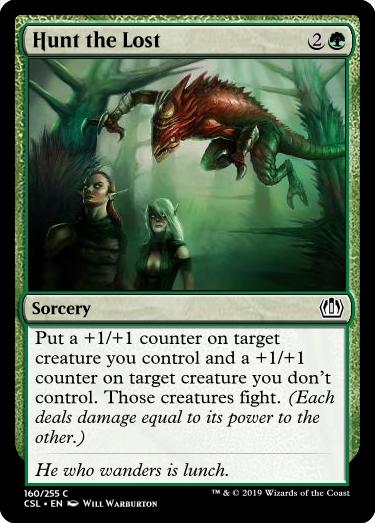 Hunt the Lost 2
Sorcery
Put a +1/+1 counter on target
creature you control and a +1/+1
counter on target creature you don't
control. Those creatures fight. (Each
deals damage equal to its power to the
other.)
He who wanders is lunch.
160/255 C
™ & © 2019 Wizards of the Coast
CSL • EN Will Warburton